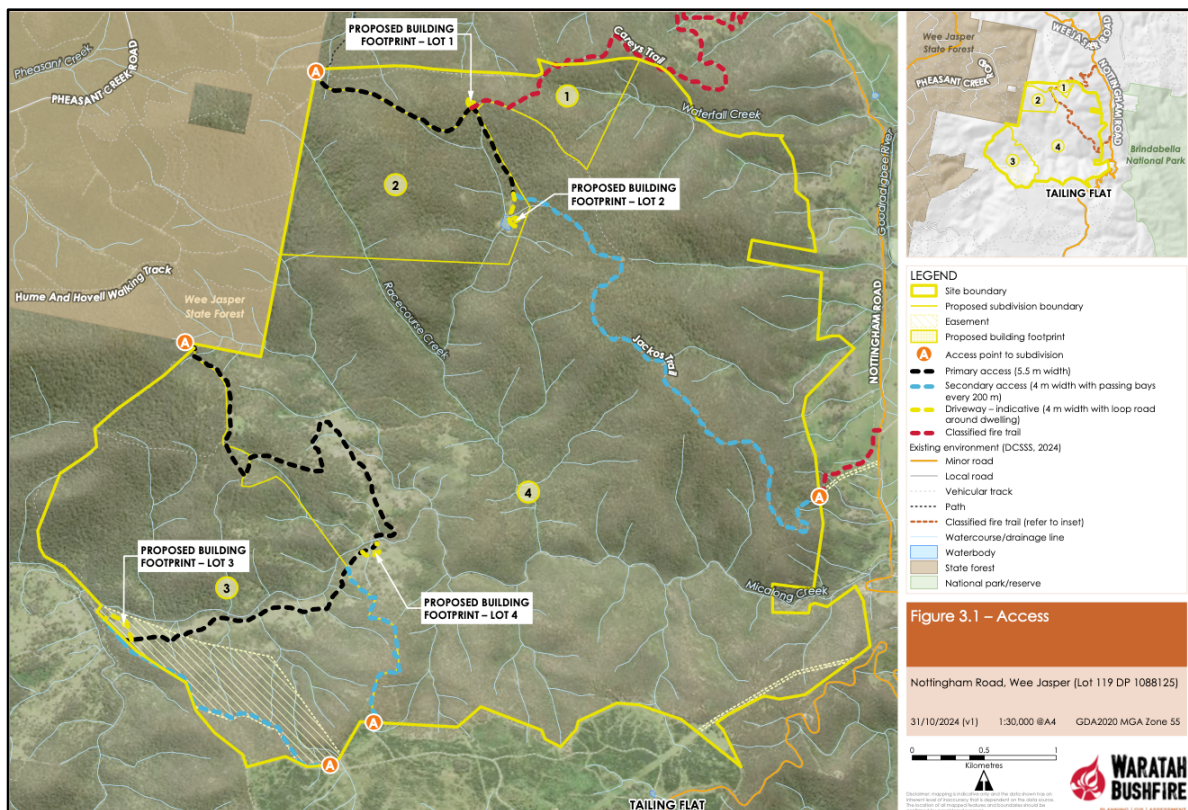 PROPOSED BUILDING
FOOTPRINT – LOT 1
Careys Trail
A
1
Pheasant Creek
PHEASANT CREEK ROAD
Waterfall Creek
2
PROPOSED BUILDING
FOOTPRINT – LOT 2
Goodradigbee River
Hume And Hovell Walking Track
Wee Jasper
State Forest
Racecourse Creek
A
Jackos Trail
NOTTINGHAM ROAD
4
A
PROPOSED BUILDING
FOOTPRINT – LOT 3
3
PROPOSED BUILDING
FOOTPRINT – LOT 4
Micalong Creek
A
A
TAILING FLAT
Wee Jasper
State Forest
WEE JASPER ROAD
PHEASANT CREEK ROAD
NOTTINGHAM ROAD
1
2
3
4
Brindabella
National Park
TAILING FLAT
LEGEND
Site boundary
Proposed subdivision boundary
Easement
Proposed building footprint
A Access point to subdivision
Primary access (5.5 m width)
Secondary access (4 m width with passing bays
every 200 m)
Driveway – indicative (4 m width with loop road
around dwelling)
Classified fire trail
Existing environment (DCSSS, 2024)
Minor road
Local road
Vehicular track
Path
Classified fire trail (refer to inset)
Watercourse/drainage line
Waterbody
State forest
National park/reserve
Figure 3.1 – Access
Nottingham Road, Wee Jasper (Lot 119 DP 1088125)
31/10/2024 (v1) 1:30,000 @A4 GDA2020 MGA Zone 55
0 0.5 1
Kilometres
N
WARATAH
BUSHFIRE